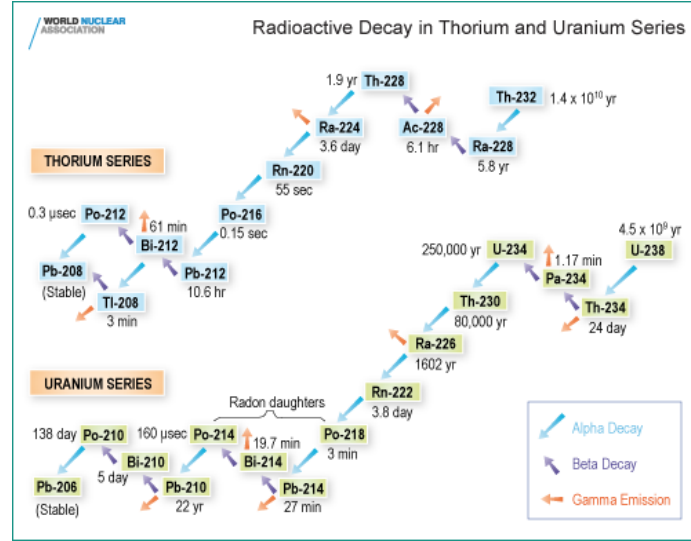 WORLD NUCLEAR
ASSOCIATION
Radioactive Decay in Thorium and Uranium Series
1.9 yr Th-228
Th-232 1.4 x 10¹⁰ yr
Ra-224
3.6 day
Ac-228
6.1 hr
Ra-228
5.8 yr
THORIUM SERIES
Rn-220
55 sec
0.3 µsec Po-212
61 min
Bi-212
Po-216
0.15 sec
Pb-208
(Stable)
Pb-212
10.6 hr
Tl-208
3 min
4.5 x 10⁹ yr
U-238
250,000 yr U-234
1.17 min
Pa-234
Th-234
24 day
Th-230
80,000 yr
Ra-226
1602 yr
URANIUM SERIES
Rn-222
3.8 day
Radon daughters
138 day Po-210
160 µsec Po-214
19.7 min
Po-218
3 min
Bi-210
5 day
Bi-214
Pb-206
(Stable)
Pb-210
22 yr
Pb-214
27 min
Alpha Decay
Beta Decay
Gamma Emission